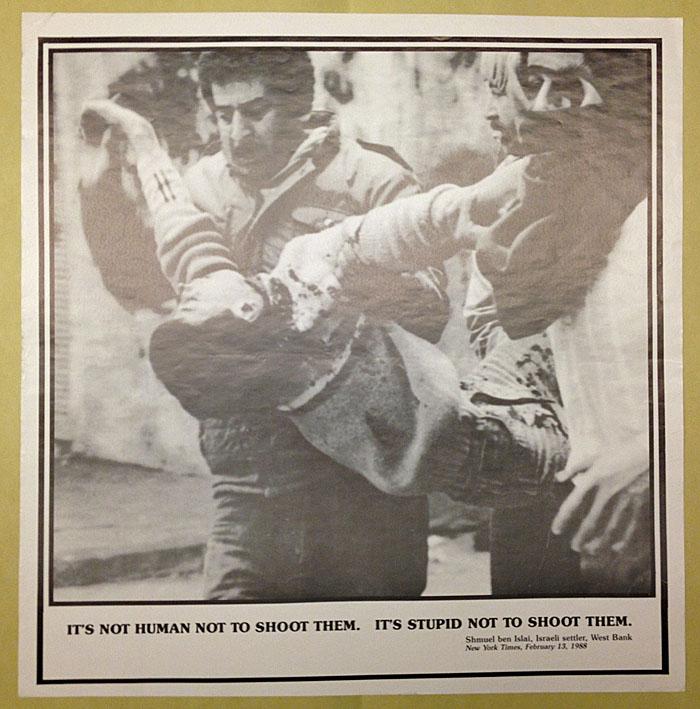 IT'S NOT HUMAN NOT TO SHOOT THEM. IT'S STUPID NOT TO SHOOT THEM.
Shmuel ben Islai, Israeli settler, West Bank
New York Times, February 13, 1988